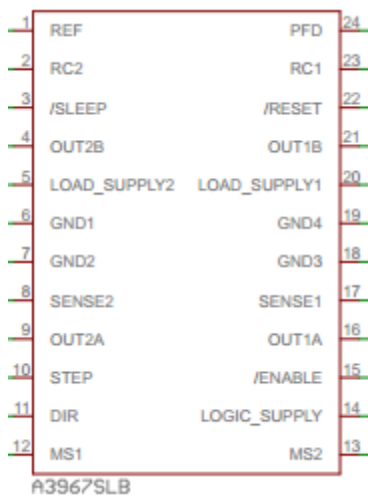 1 REF PFD 24
2 RC2 RC1 23
3 /SLEEP /RESET 22
4 OUT2B OUT1B 21
5 LOAD_SUPPLY2 LOAD_SUPPLY1 20
6 GND1 GND4 19
7 GND2 GND3 18
8 SENSE2 SENSE1 17
9 OUT2A OUT1A 16
10 STEP /ENABLE 15
11 DIR LOGIC_SUPPLY 14
12 MS1 MS2 13
A3967SLB